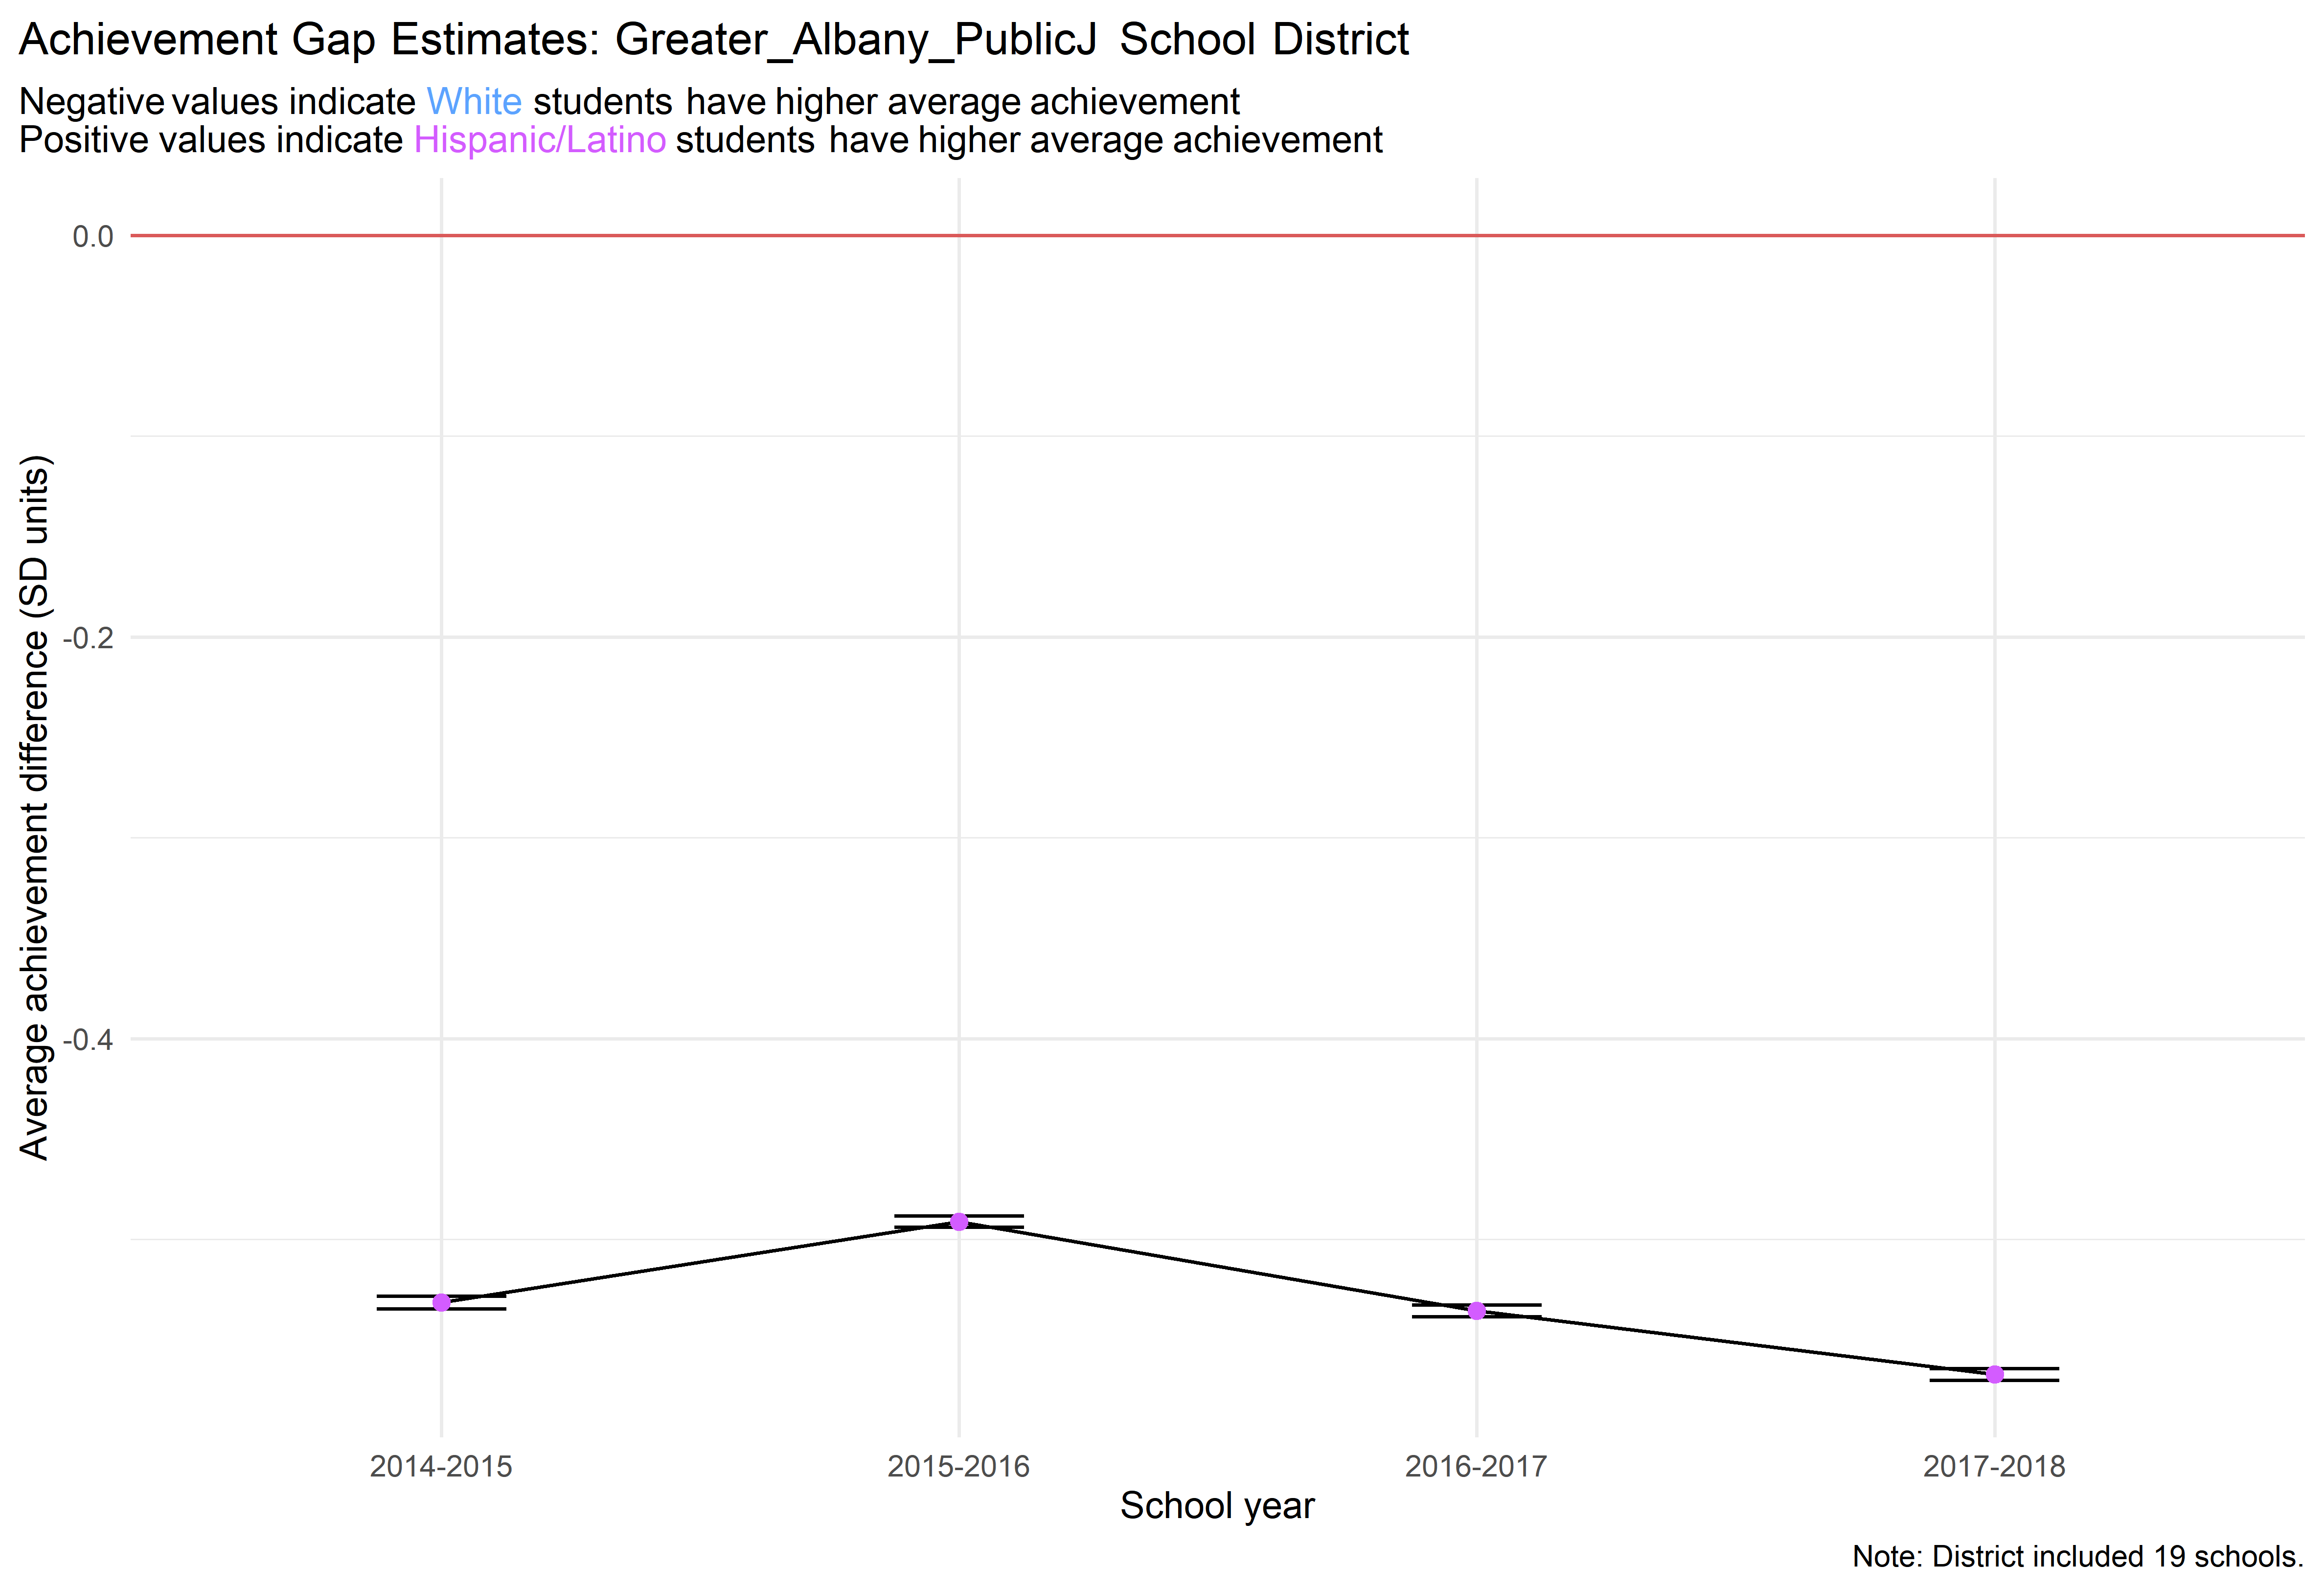 Achievement Gap Estimates: Greater_Albany_PublicJ School District
Negative values indicate White students have higher average achievement
Positive values indicate Hispanic/Latino students have higher average achievement
Average achievement difference (SD units)
0.0
-0.2
-0.4
2014-2015
2015-2016
2016-2017
2017-2018
School year
Note: District included 19 schools.